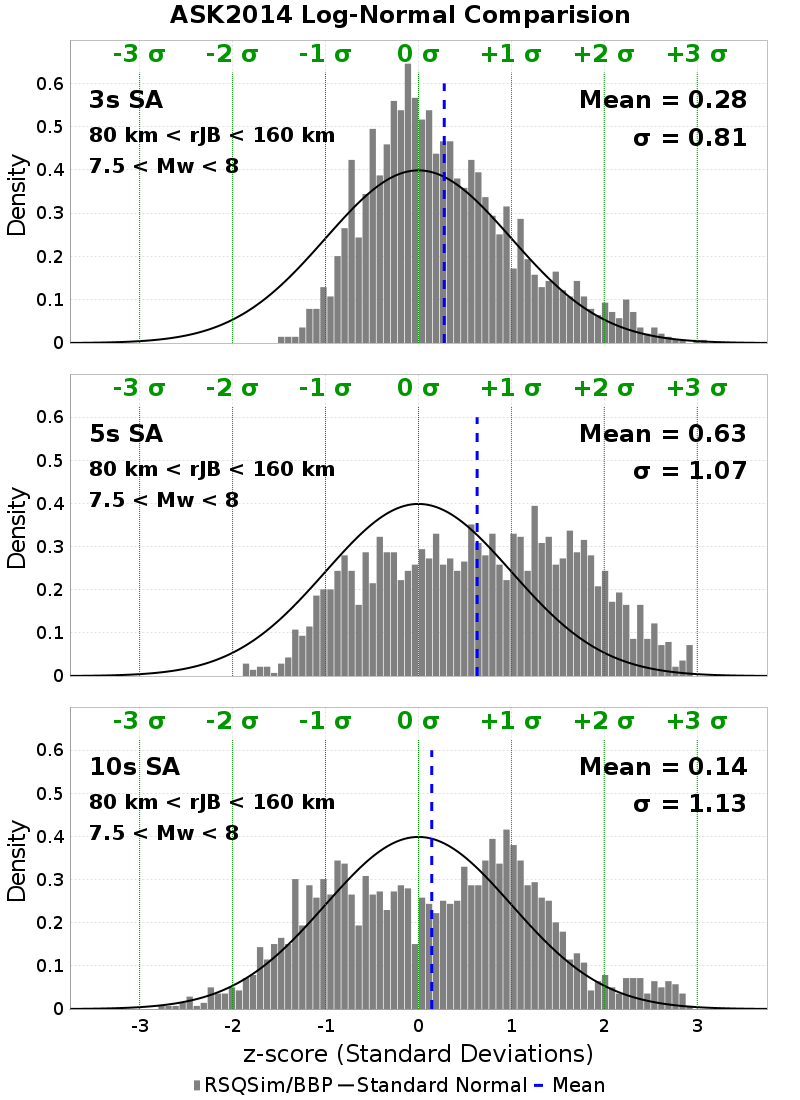 ASK2014 Log-Normal Comparision
-3 σ -2 σ -1 σ 0 σ +1 σ +2 σ +3 σ
3s SA
80 km < rJB < 160 km
7.5 < Mw < 8
Mean = 0.28
σ = 0.81
Density
0.6
0.5
0.4
0.3
0.2
0.1
0
-3 σ -2 σ -1 σ 0 σ +1 σ +2 σ +3 σ
5s SA
80 km < rJB < 160 km
7.5 < Mw < 8
Mean = 0.63
σ = 1.07
Density
0.6
0.5
0.4
0.3
0.2
0.1
0
-3 σ -2 σ -1 σ 0 σ +1 σ +2 σ +3 σ
10s SA
80 km < rJB < 160 km
7.5 < Mw < 8
Mean = 0.14
σ = 1.13
Density
0.6
0.5
0.4
0.3
0.2
0.1
0
-3 -2 -1 0 1 2 3
z-score (Standard Deviations)
RSQSim/BBP Standard Normal Mean